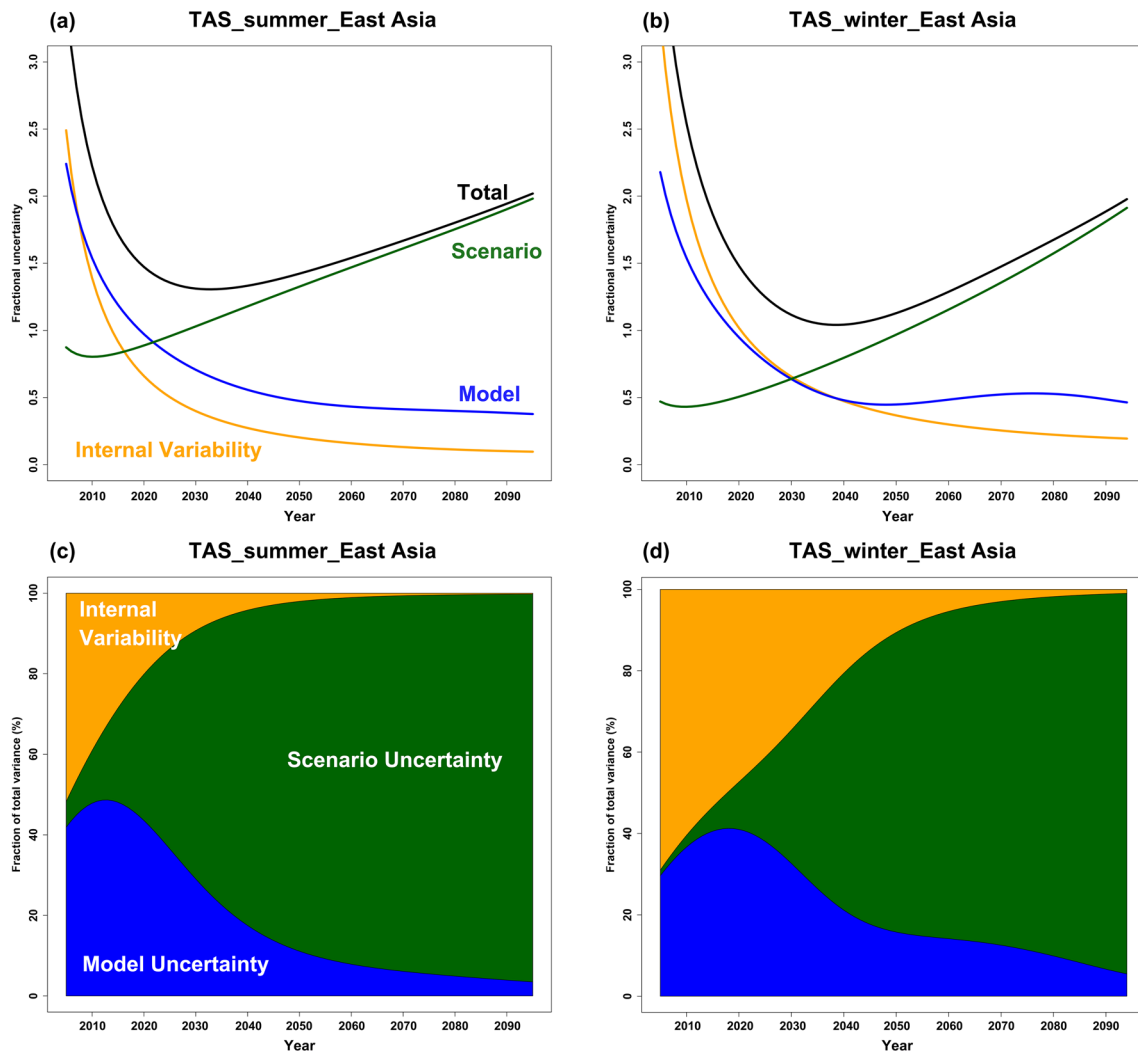 (a) TAS_summer_East Asia
Fractional uncertainty
3.0
2.5
2.0
1.5
1.0
0.5
0.0
Total
Scenario
Model
Internal Variability
2010 2020 2030 2040 2050 2060 2070 2080 2090
Year
(b) TAS_winter_East Asia
Fractional uncertainty
3.0
2.5
2.0
1.5
1.0
0.5
0.0
2010 2020 2030 2040 2050 2060 2070 2080 2090
Year
(c) TAS_summer_East Asia
Fraction of total variance (%)
100
80
60
40
20
0
Internal
Variability
Scenario Uncertainty
Model Uncertainty
2010 2020 2030 2040 2050 2060 2070 2080 2090
Year
(d) TAS_winter_East Asia
Fraction of total variance (%)
100
80
60
40
20
0
2010 2020 2030 2040 2050 2060 2070 2080 2090
Year